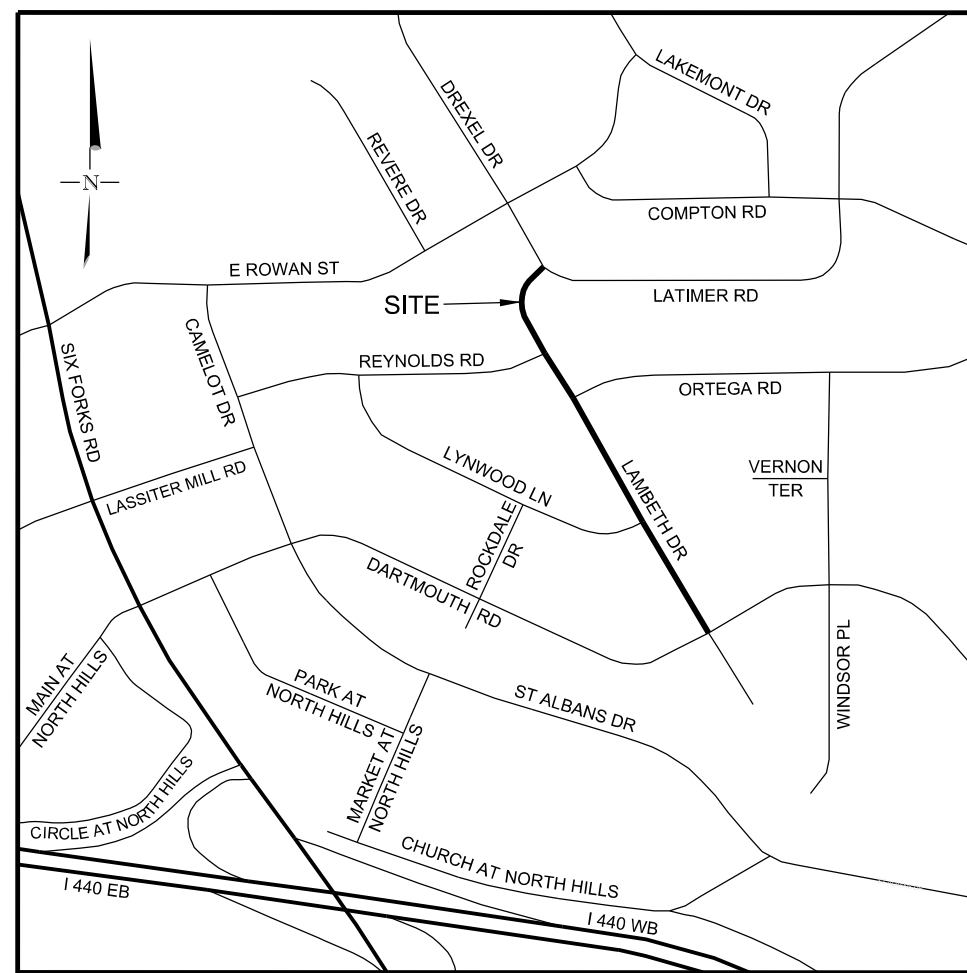 LAKEMONT DR
DREXEL DR
REVERE DR
N
COMPTON RD
E ROWAN ST
LATIMER RD
SITE
SIX FORKS RD
CAMELOT DR
REYNOLDS RD
ORTEGA RD
LYNWOOD LN
LAMBETH DR
VERNON
TER
LASSITER MILL RD
ROCKDALE
DR
DARTMOUTH RD
MAIN AT
NORTH HILLS
PARK AT
NORTH HILLS
ST ALBANS DR
WINDSOR PL
MARKET AT
NORTH HILLS
CIRCLE AT NORTH HILLS
CHURCH AT NORTH HILLS
I 440 EB
I 440 WB